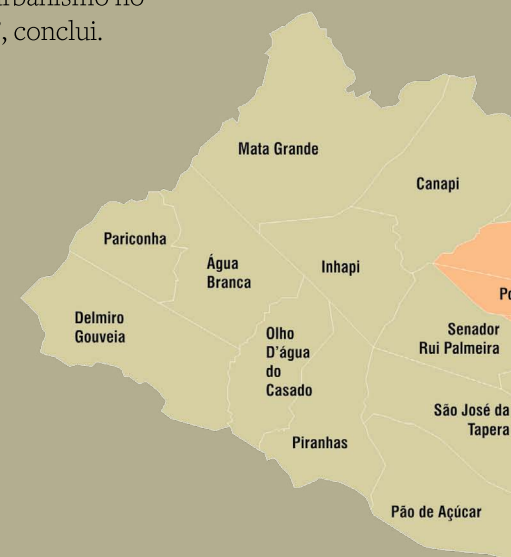 , conclui.
Mata Grande
Canapi
Pariconha
Água
Branca
Inhapi
Delmiro
Gouveia
Olho
D'água
do
Casado
Senador
Rui Palmeira
São José da
Tapera
Piranhas
Pão de Açúcar